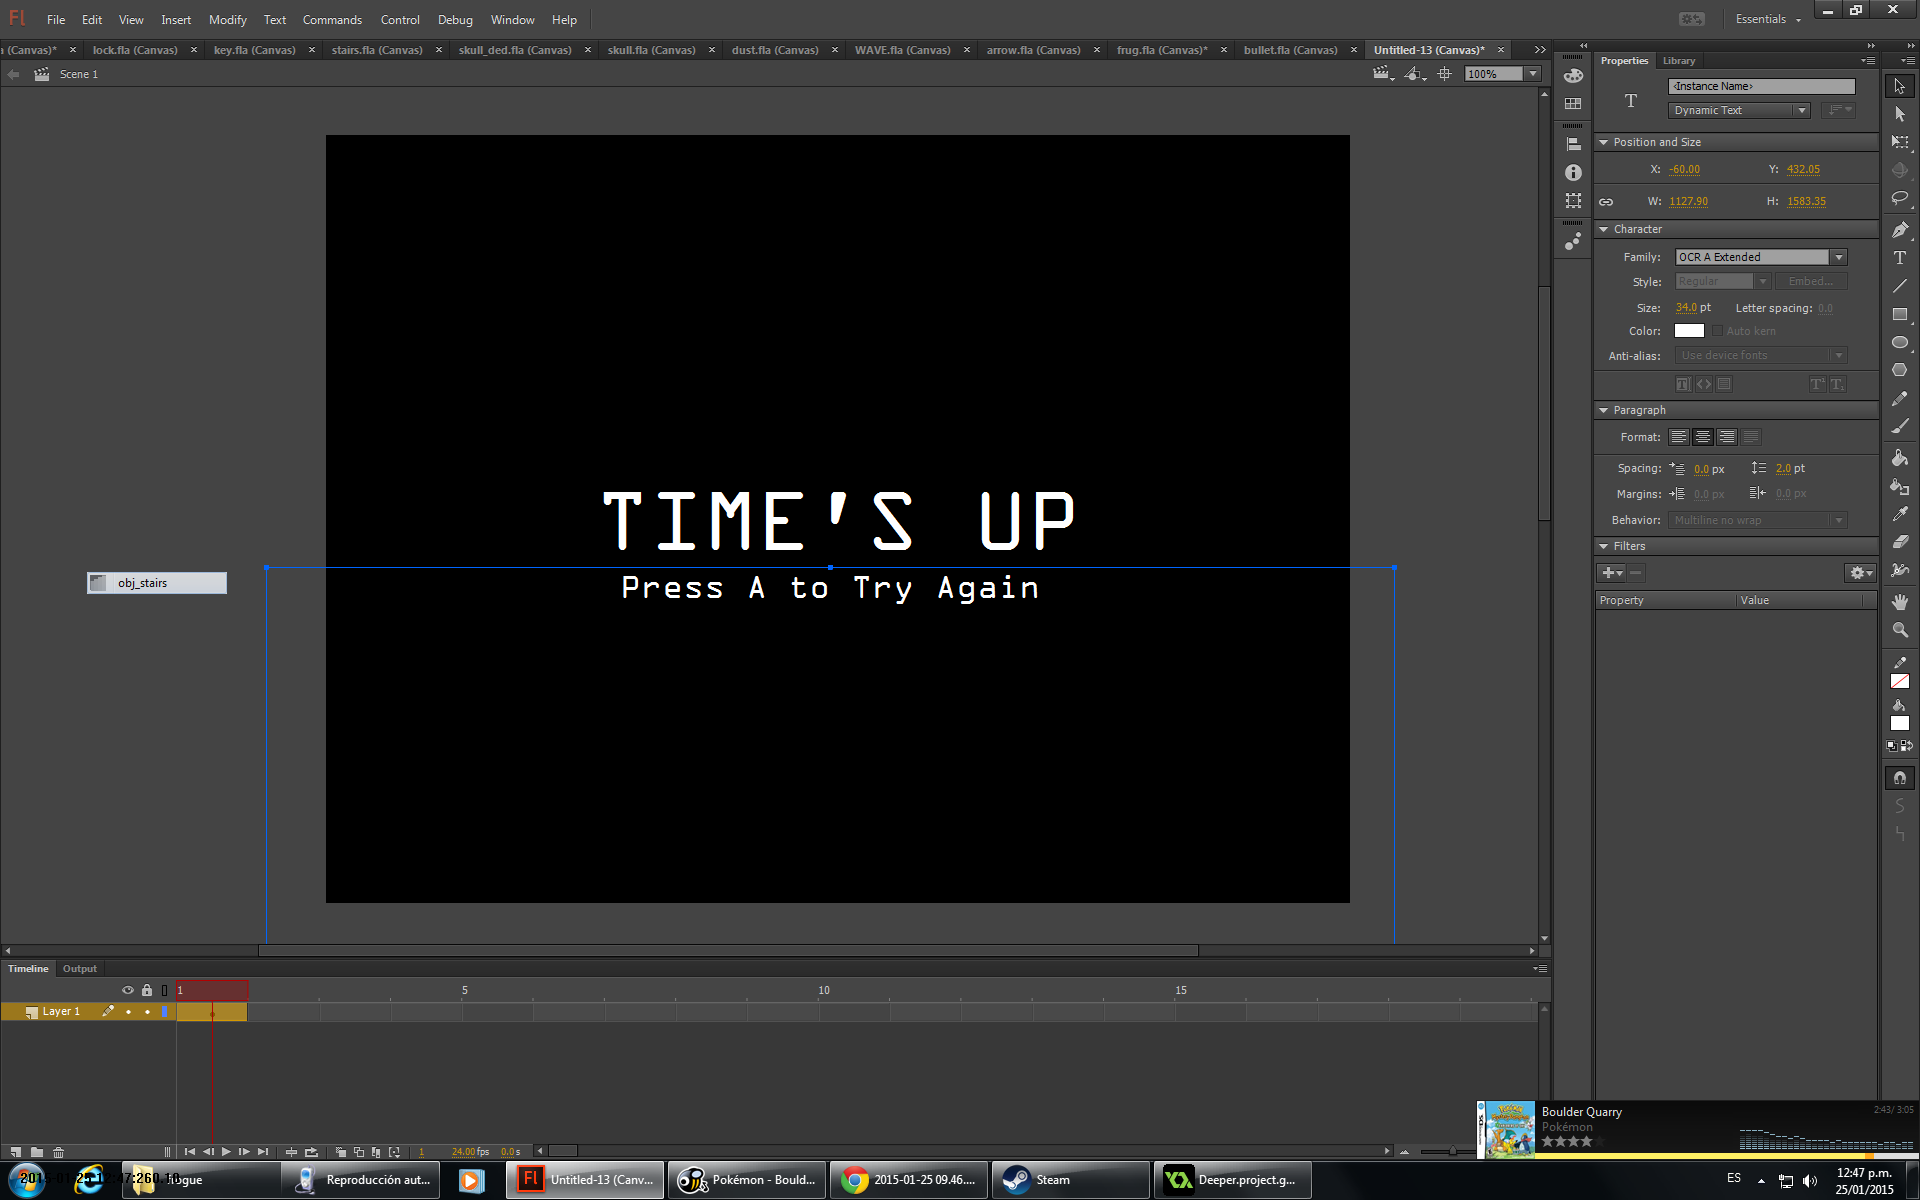 Fl File Edit View Insert Modify Text Commands Control Debug Window Help Essentials
(Canvas)* × lock.fla (Canvas) × key.fla (Canvas) × stairs.fla (Canvas) × skull_ded.fla (Canvas) × skull.fla (Canvas) × dust.fla (Canvas) × WAVE.fla (Canvas) × arrow.fla (Canvas) × frug.fla (Canvas)* × bullet.fla (Canvas) × Untitled-13 (Canvas)* ×
Scene 1 100%
TIME'S UP
Press A to Try Again
obj_stairs
Properties Library
<Instance Name>
Dynamic Text
Position and Size
X: -60.00 Y: 432.05
W: 1127.90 H: 1583.35
Character
Family: OCR A Extended
Style: Regular Embed...
Size: 34.0 pt Letter spacing: 0.0
Color: Auto kern
Anti-alias: Use device fonts
Paragraph
Format:
Spacing: 0.0 px 2.0 pt
Margins: 0.0 px 0.0 px
Behavior: Multiline no wrap
Filters
Property Value
Timeline Output
1 5 10 15
Layer 1
1 24.00 fps 0.0 s
Boulder Quarry 2:43/ 3:05
Pokémon
Reproducción aut... Untitled-13 (Canv... Pokémon - Bould... 2015-01-25 09.46.... Steam Deeper.project.g... ES 12:47 p.m.
25/01/2015